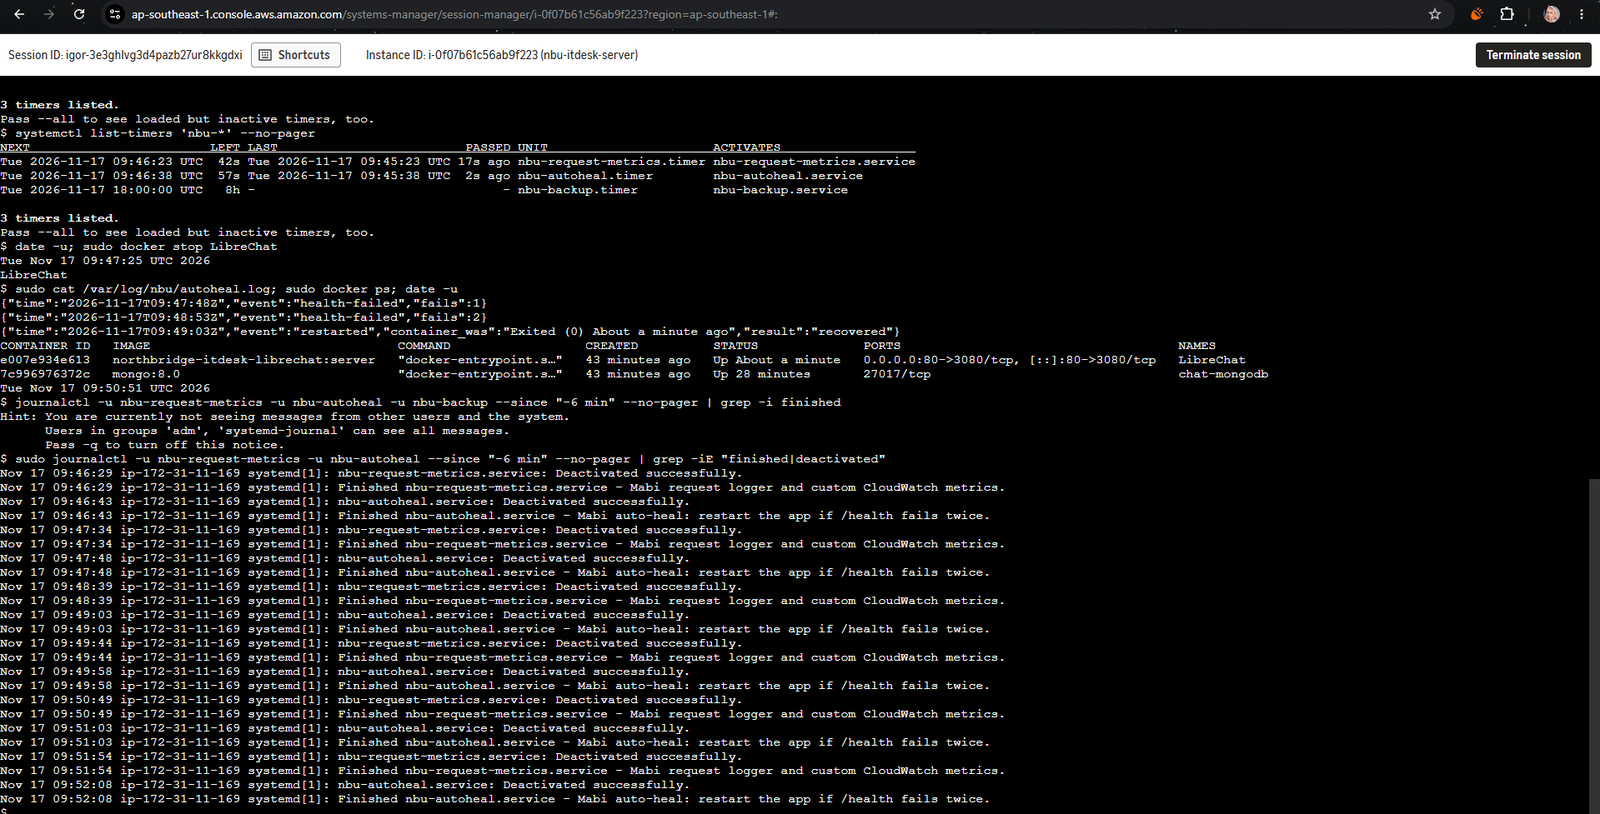 ap-southeast-1.console.aws.amazon.com/systems-manager/session-manager/i-0f07b61c56ab9f223?region=ap-southeast-1#:
Session ID: igor-3e3ghlvg3d4pazb27ur8kkgdxi Shortcuts Instance ID: i-0f07b61c56ab9f223 (nbu-itdesk-server) Terminate session
3 timers listed.
Pass --all to see loaded but inactive timers, too.
$ systemctl list-timers 'nbu-*' --no-pager
NEXT LEFT LAST PASSED UNIT ACTIVATES
Tue 2026-11-17 09:46:23 UTC 42s Tue 2026-11-17 09:45:23 UTC 17s ago nbu-request-metrics.timer nbu-request-metrics.service
Tue 2026-11-17 09:46:38 UTC 57s Tue 2026-11-17 09:45:38 UTC 2s ago nbu-autoheal.timer nbu-autoheal.service
Tue 2026-11-17 18:00:00 UTC 8h - - nbu-backup.timer nbu-backup.service
3 timers listed.
Pass --all to see loaded but inactive timers, too.
$ date -u; sudo docker stop LibreChat
Tue Nov 17 09:47:25 UTC 2026
LibreChat
$ sudo cat /var/log/nbu/autoheal.log; sudo docker ps; date -u
{"time":"2026-11-17T09:47:48Z","event":"health-failed","fails":1}
{"time":"2026-11-17T09:48:53Z","event":"health-failed","fails":2}
{"time":"2026-11-17T09:49:03Z","event":"restarted","container_was":"Exited (0) About a minute ago","result":"recovered"}
CONTAINER ID IMAGE COMMAND CREATED STATUS PORTS NAMES
e007e934e613 northbridge-itdesk-librechat:server "docker-entrypoint.s…" 43 minutes ago Up About a minute 0.0.0.0:80->3080/tcp, [::]:80->3080/tcp LibreChat
7c996976372c mongo:8.0 "docker-entrypoint.s…" 43 minutes ago Up 28 minutes 27017/tcp chat-mongodb
Tue Nov 17 09:50:51 UTC 2026
$ journalctl -u nbu-request-metrics -u nbu-autoheal -u nbu-backup --since "-6 min" --no-pager | grep -i finished
Hint: You are currently not seeing messages from other users and the system.
Users in groups 'adm', 'systemd-journal' can see all messages.
Pass -q to turn off this notice.
$ sudo journalctl -u nbu-request-metrics -u nbu-autoheal --since "-6 min" --no-pager | grep -iE "finished|deactivated"
Nov 17 09:46:29 ip-172-31-11-169 systemd[1]: nbu-request-metrics.service: Deactivated successfully.
Nov 17 09:46:29 ip-172-31-11-169 systemd[1]: Finished nbu-request-metrics.service - Mabi request logger and custom CloudWatch metrics.
Nov 17 09:46:43 ip-172-31-11-169 systemd[1]: nbu-autoheal.service: Deactivated successfully.
Nov 17 09:46:43 ip-172-31-11-169 systemd[1]: Finished nbu-autoheal.service - Mabi auto-heal: restart the app if /health fails twice.
Nov 17 09:47:34 ip-172-31-11-169 systemd[1]: nbu-request-metrics.service: Deactivated successfully.
Nov 17 09:47:34 ip-172-31-11-169 systemd[1]: Finished nbu-request-metrics.service - Mabi request logger and custom CloudWatch metrics.
Nov 17 09:47:48 ip-172-31-11-169 systemd[1]: nbu-autoheal.service: Deactivated successfully.
Nov 17 09:47:48 ip-172-31-11-169 systemd[1]: Finished nbu-autoheal.service - Mabi auto-heal: restart the app if /health fails twice.
Nov 17 09:48:39 ip-172-31-11-169 systemd[1]: nbu-request-metrics.service: Deactivated successfully.
Nov 17 09:48:39 ip-172-31-11-169 systemd[1]: Finished nbu-request-metrics.service - Mabi request logger and custom CloudWatch metrics.
Nov 17 09:49:03 ip-172-31-11-169 systemd[1]: nbu-autoheal.service: Deactivated successfully.
Nov 17 09:49:03 ip-172-31-11-169 systemd[1]: Finished nbu-autoheal.service - Mabi auto-heal: restart the app if /health fails twice.
Nov 17 09:49:44 ip-172-31-11-169 systemd[1]: nbu-request-metrics.service: Deactivated successfully.
Nov 17 09:49:44 ip-172-31-11-169 systemd[1]: Finished nbu-request-metrics.service - Mabi request logger and custom CloudWatch metrics.
Nov 17 09:49:58 ip-172-31-11-169 systemd[1]: nbu-autoheal.service: Deactivated successfully.
Nov 17 09:49:58 ip-172-31-11-169 systemd[1]: Finished nbu-autoheal.service - Mabi auto-heal: restart the app if /health fails twice.
Nov 17 09:50:49 ip-172-31-11-169 systemd[1]: nbu-request-metrics.service: Deactivated successfully.
Nov 17 09:50:49 ip-172-31-11-169 systemd[1]: Finished nbu-request-metrics.service - Mabi request logger and custom CloudWatch metrics.
Nov 17 09:51:03 ip-172-31-11-169 systemd[1]: nbu-autoheal.service: Deactivated successfully.
Nov 17 09:51:03 ip-172-31-11-169 systemd[1]: Finished nbu-autoheal.service - Mabi auto-heal: restart the app if /health fails twice.
Nov 17 09:51:54 ip-172-31-11-169 systemd[1]: nbu-request-metrics.service: Deactivated successfully.
Nov 17 09:51:54 ip-172-31-11-169 systemd[1]: Finished nbu-request-metrics.service - Mabi request logger and custom CloudWatch metrics.
Nov 17 09:52:08 ip-172-31-11-169 systemd[1]: nbu-autoheal.service: Deactivated successfully.
Nov 17 09:52:08 ip-172-31-11-169 systemd[1]: Finished nbu-autoheal.service - Mabi auto-heal: restart the app if /health fails twice.
$